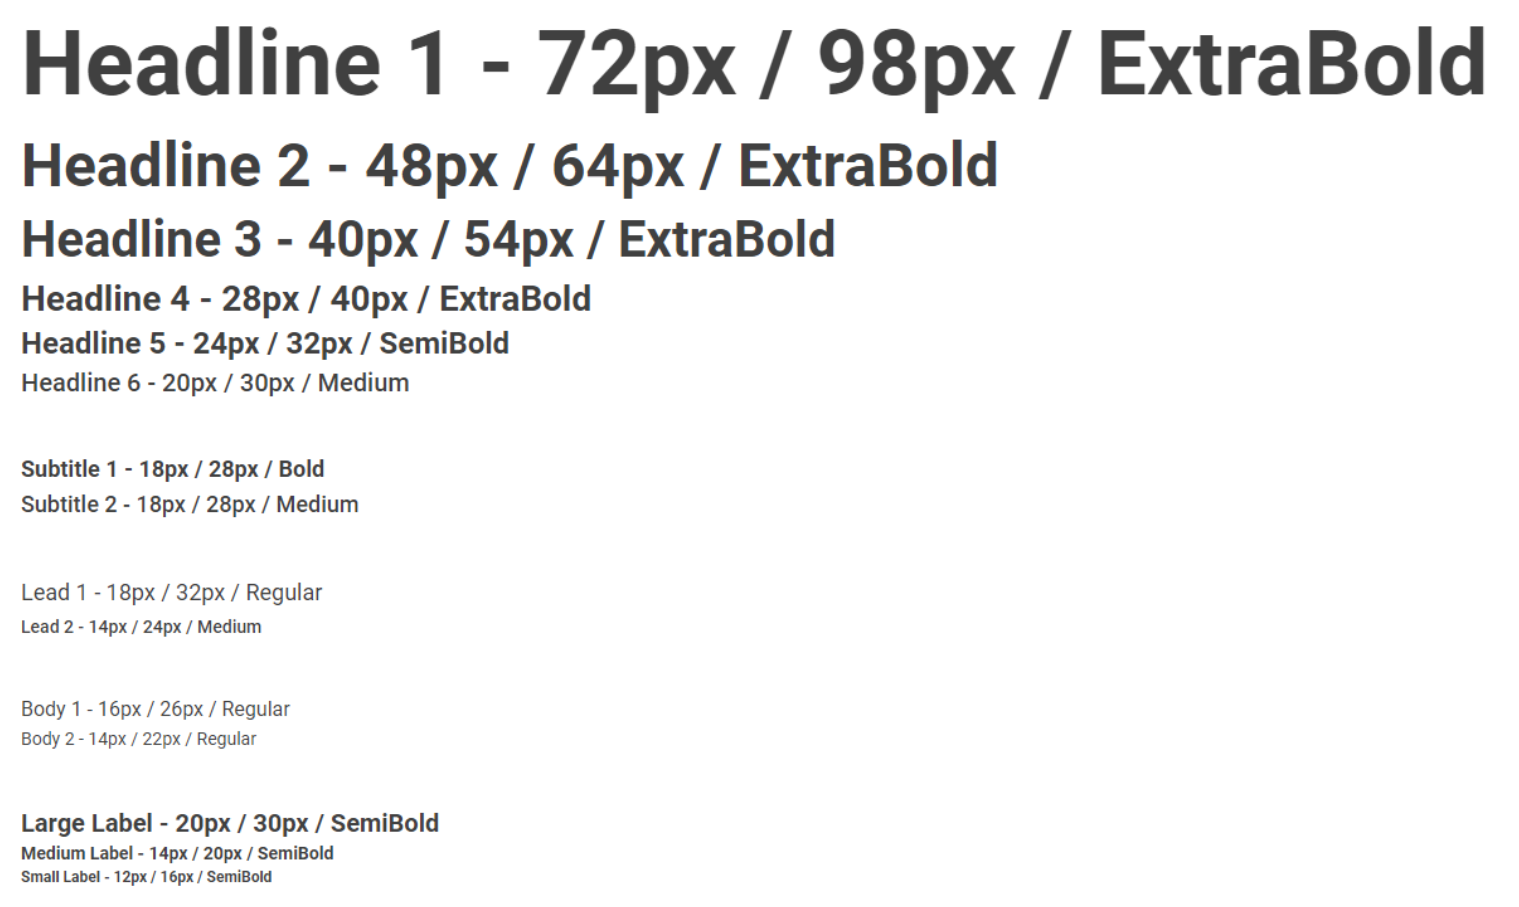 Headline 1 - 72px / 98px / ExtraBold
Headline 2 - 48px / 64px / ExtraBold
Headline 3 - 40px / 54px / ExtraBold
Headline 4 - 28px / 40px / ExtraBold
Headline 5 - 24px / 32px / SemiBold
Headline 6 - 20px / 30px / Medium
Subtitle 1 - 18px / 28px / Bold
Subtitle 2 - 18px / 28px / Medium
Lead 1 - 18px / 32px / Regular
Lead 2 - 14px / 24px / Medium
Body 1 - 16px / 26px / Regular
Body 2 - 14px / 22px / Regular
Large Label - 20px / 30px / SemiBold
Medium Label - 14px / 20px / SemiBold
Small Label - 12px / 16px / SemiBold